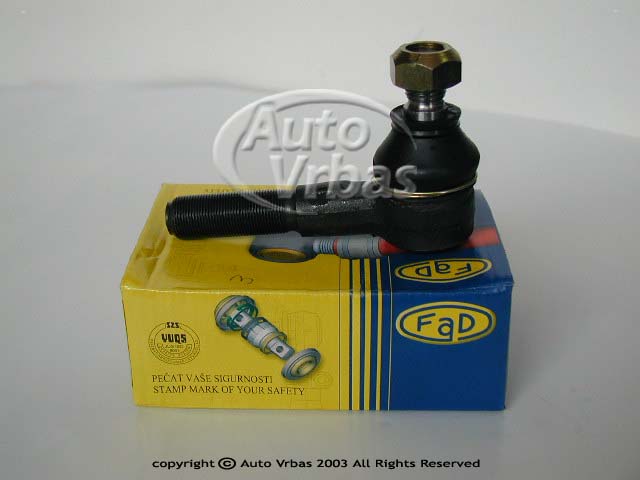 Auto
Vrbas
FaD
FaD
SZS
YUQS
PEČAT VAŠE SIGURNOSTI
STAMP MARK OF YOUR SAFETY
copyright © Auto Vrbas 2003 All Rights Reserved